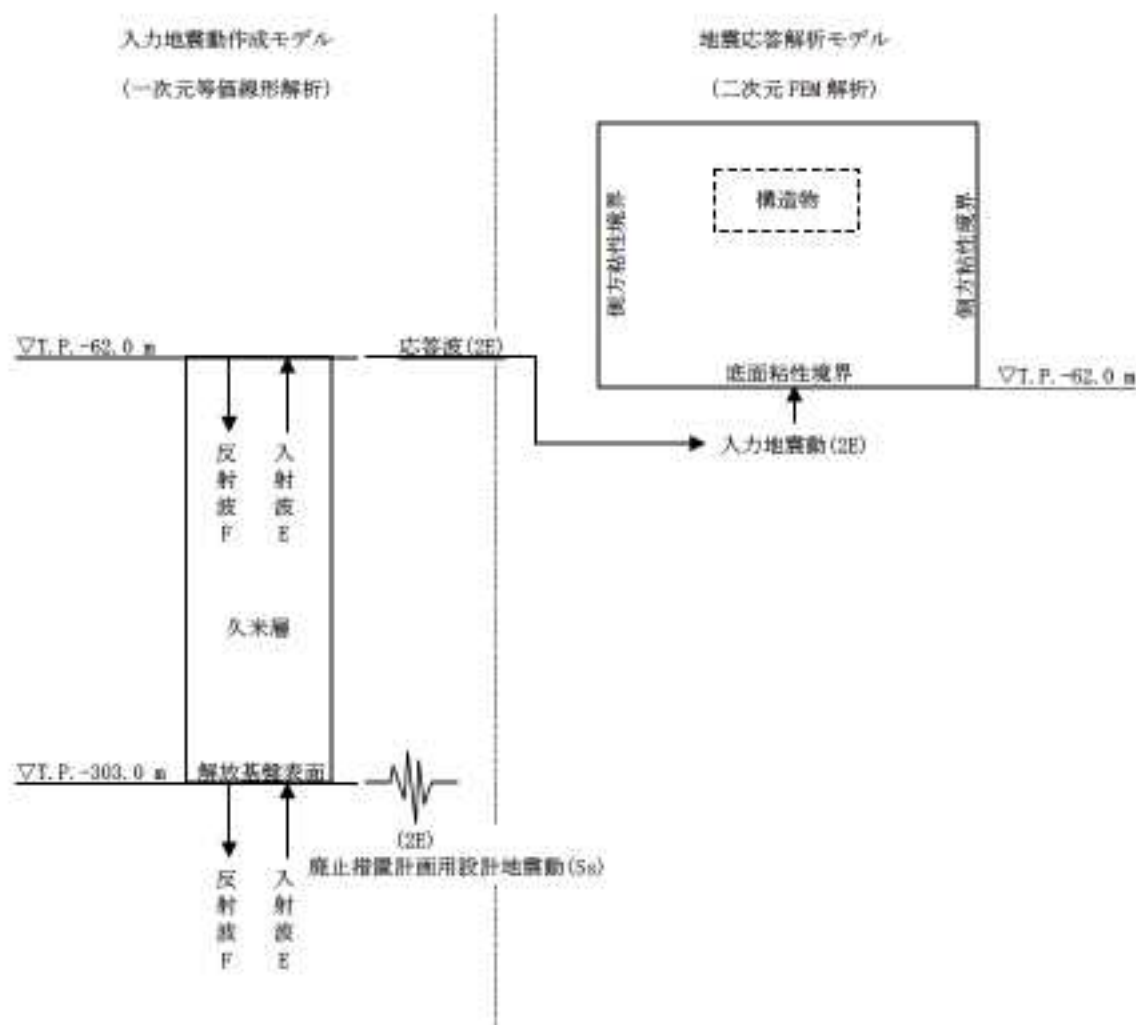 入力地震動作成モデル
(一次元等価線形解析)
▽T.P.-62.0 m
応答波(2E)
反射波F
入射波E
久米層
▽T.P.-303.0 m
解放基盤表面
(2E)
廃止措置計画用設計地震動(Ss)
反射波F
入射波E
地震応答解析モデル
(二次元 FEM 解析)
構造物
側方粘性境界
側方粘性境界
底面粘性境界
▽T.P.-62.0 m
入力地震動(2E)